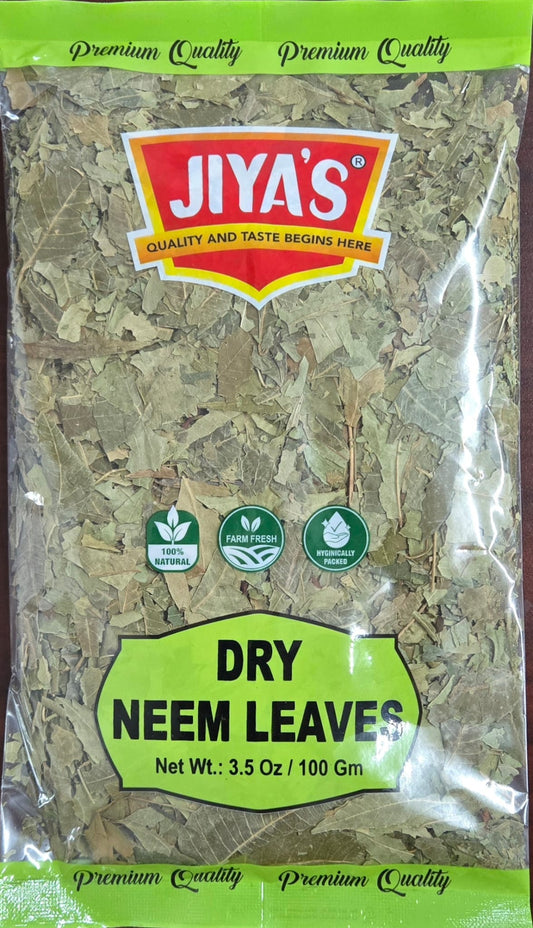 Premium Quality Premium Quality
JIYA'S®
QUALITY AND TASTE BEGINS HERE
100%
NATURAL
FARM FRESH
HYGINICALLY
PACKED
DRY
NEEM LEAVES
Net Wt.: 3.5 Oz / 100 Gm
Premium Quality Premium Quality